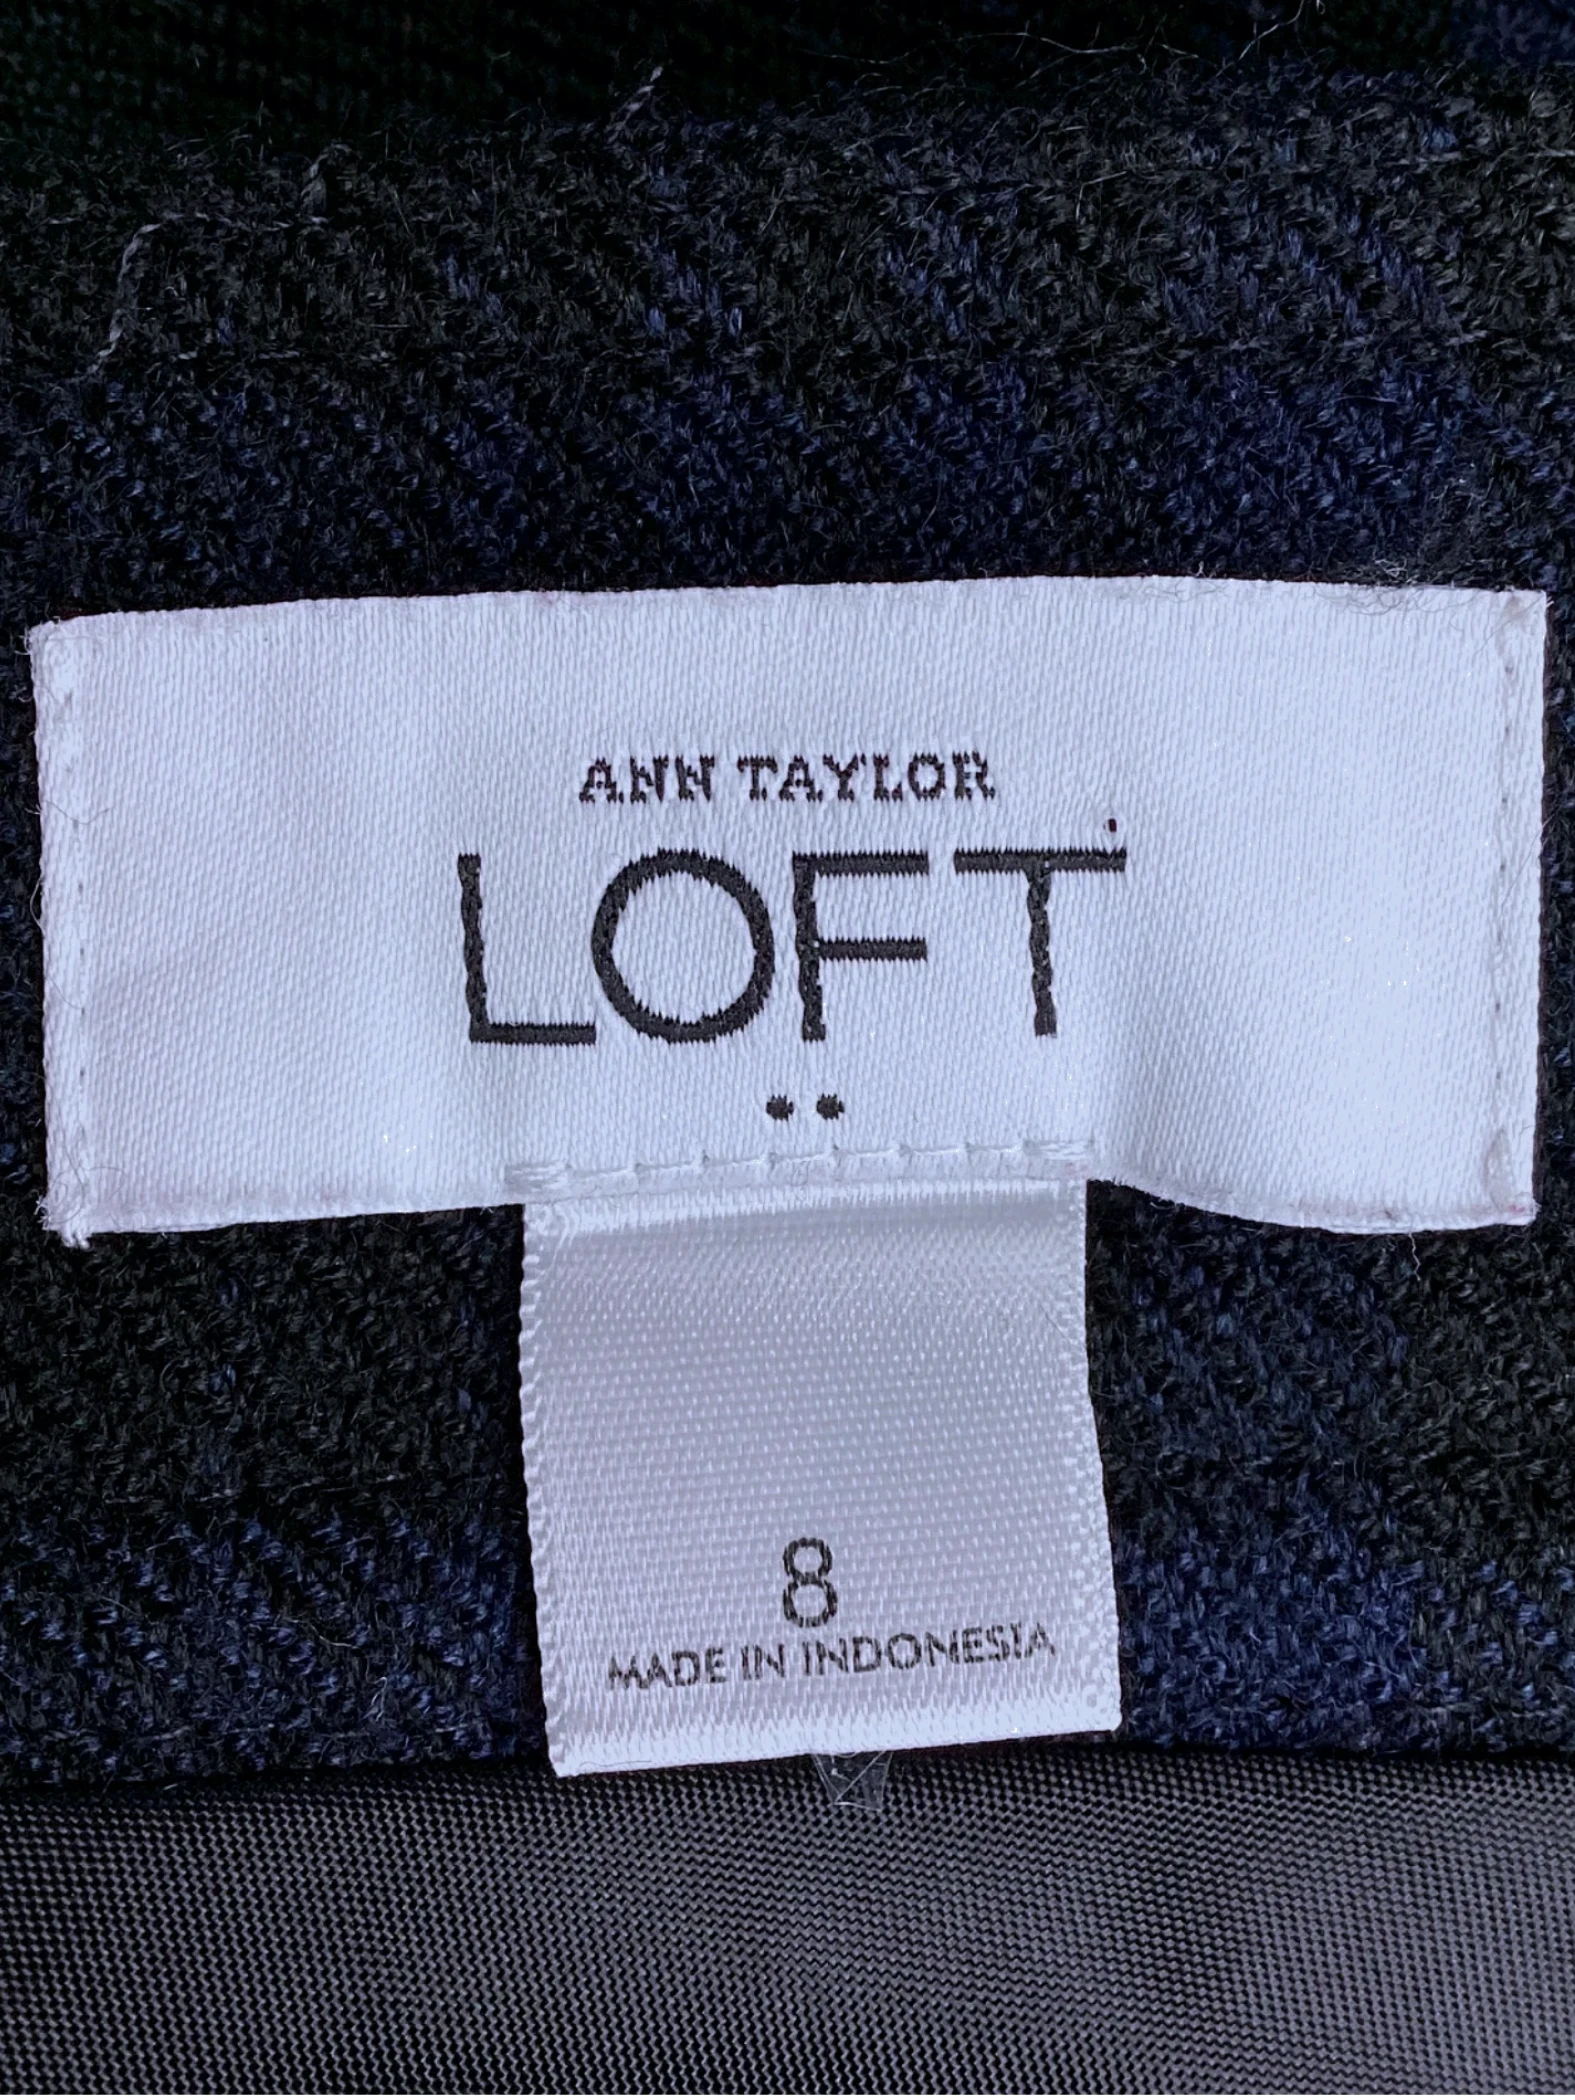 ANN TAYLOR
LOFT
8
MADE IN INDONESIA